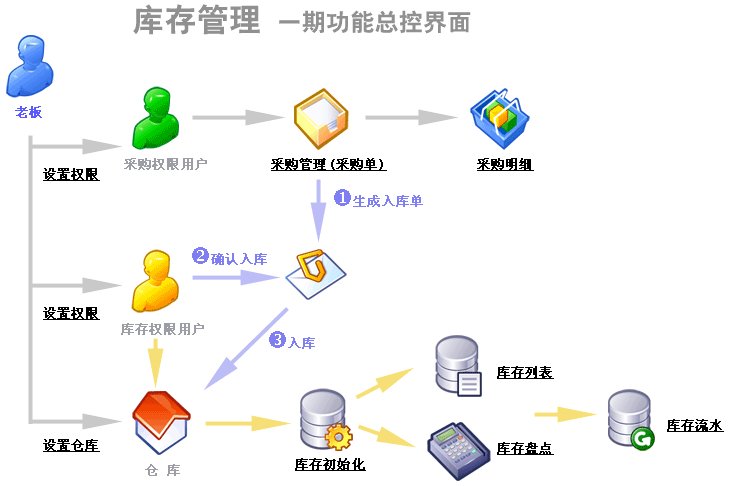 库存管理 一期功能总控界面
老板
设置权限
采购权限用户
采购管理(采购单)
采购明细
1生成入库单
2确认入库
设置权限
库存权限用户
3入库
库存列表
设置仓库
仓 库
库存初始化
库存盘点
库存流水